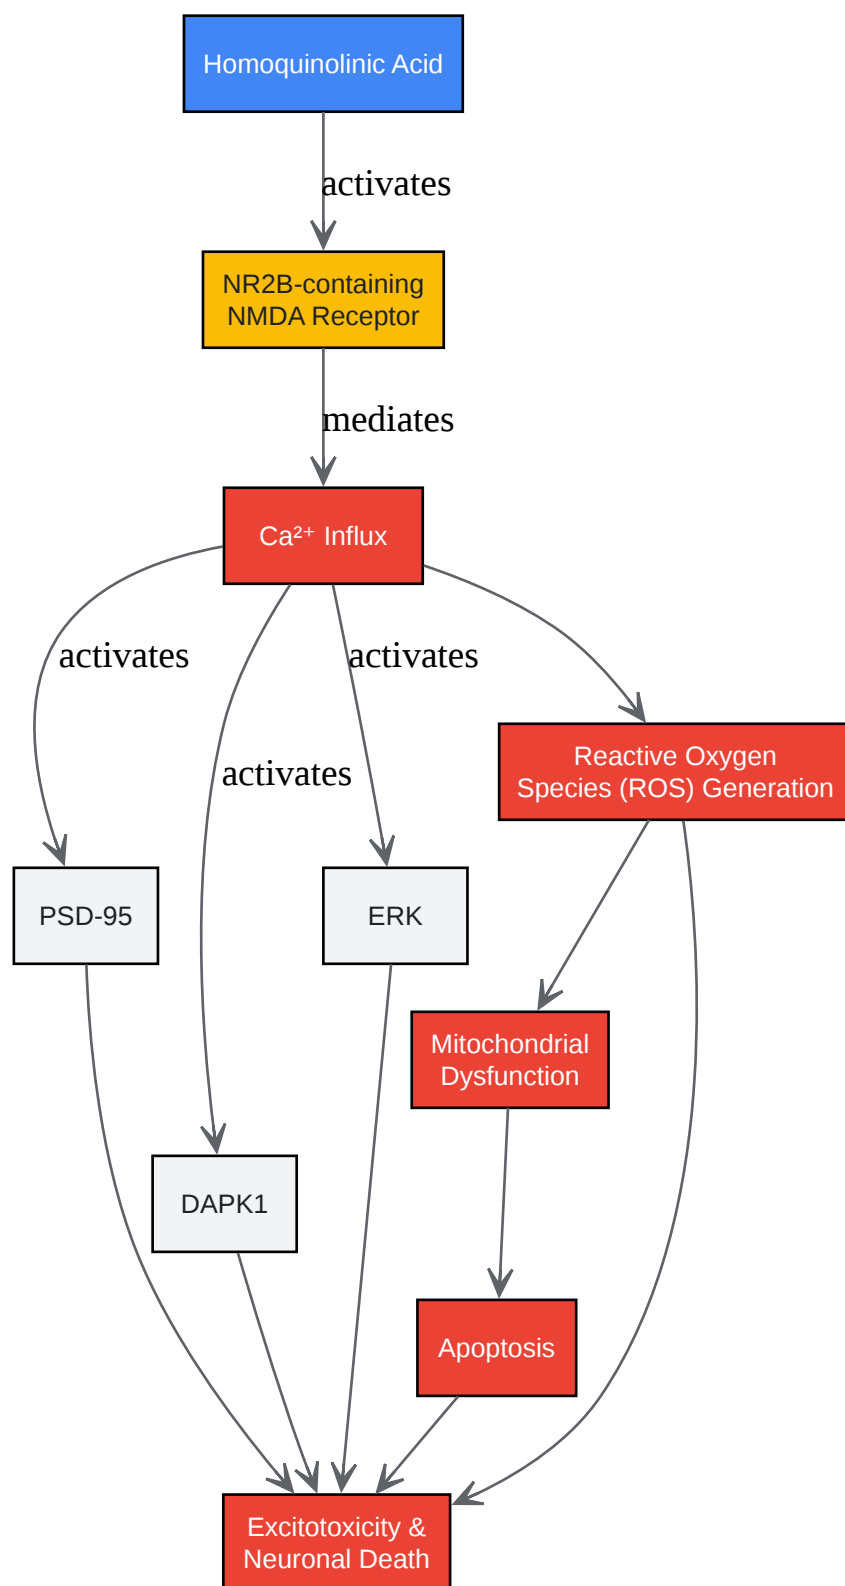 Homoquinolinic Acid
activates
NR2B-containing
NMDA Receptor
mediates
Ca²⁺ Influx
activates
activates
activates
Reactive Oxygen
Species (ROS) Generation
PSD-95
ERK
Mitochondrial
Dysfunction
DAPK1
Apoptosis
Excitotoxicity &
Neuronal Death